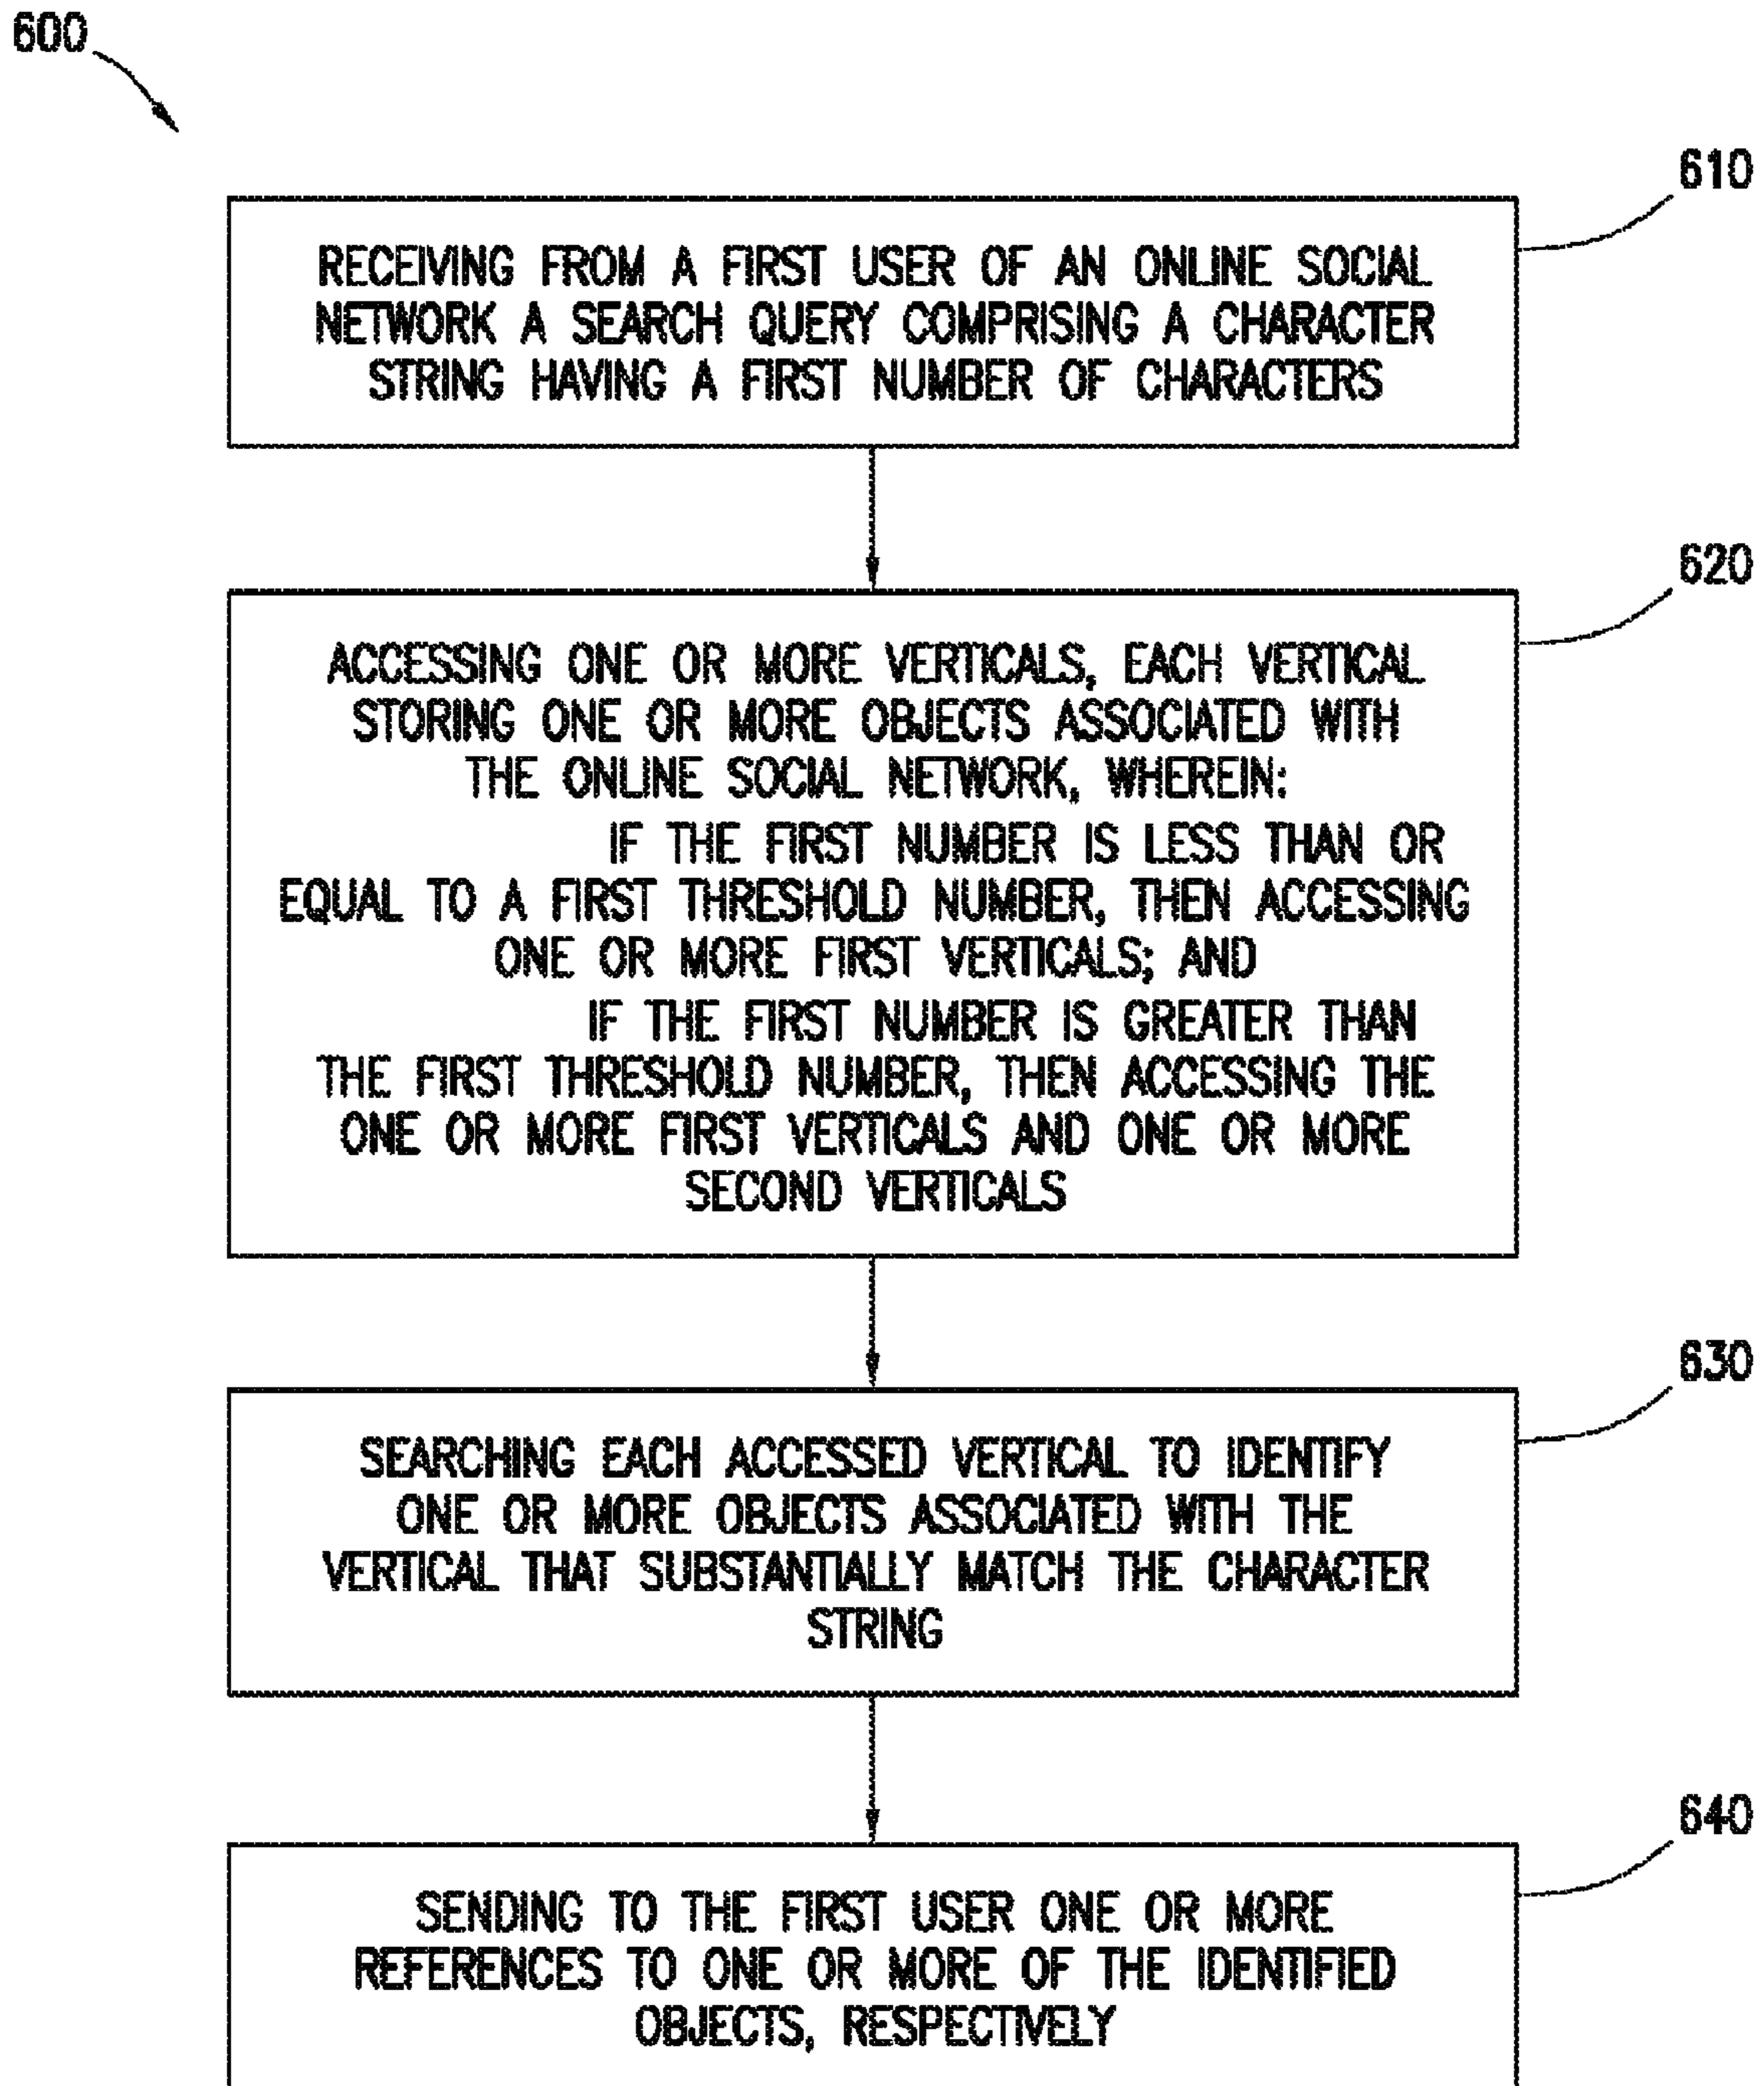 600
610
RECEIVING FROM A FIRST USER OF AN ONLINE SOCIAL
NETWORK A SEARCH QUERY COMPRISING A CHARACTER
STRING HAVING A FIRST NUMBER OF CHARACTERS
620
ACCESSING ONE OR MORE VERTICALS, EACH VERTICAL
STORING ONE OR MORE OBJECTS ASSOCIATED WITH
THE ONLINE SOCIAL NETWORK, WHEREIN:
IF THE FIRST NUMBER IS LESS THAN OR
EQUAL TO A FIRST THRESHOLD NUMBER, THEN ACCESSING
ONE OR MORE FIRST VERTICALS; AND
IF THE FIRST NUMBER IS GREATER THAN
THE FIRST THRESHOLD NUMBER, THEN ACCESSING THE
ONE OR MORE FIRST VERTICALS AND ONE OR MORE
SECOND VERTICALS
630
SEARCHING EACH ACCESSED VERTICAL TO IDENTIFY
ONE OR MORE OBJECTS ASSOCIATED WITH THE
VERTICAL THAT SUBSTANTIALLY MATCH THE CHARACTER
STRING
640
SENDING TO THE FIRST USER ONE OR MORE
REFERENCES TO ONE OR MORE OF THE IDENTIFIED
OBJECTS, RESPECTIVELY